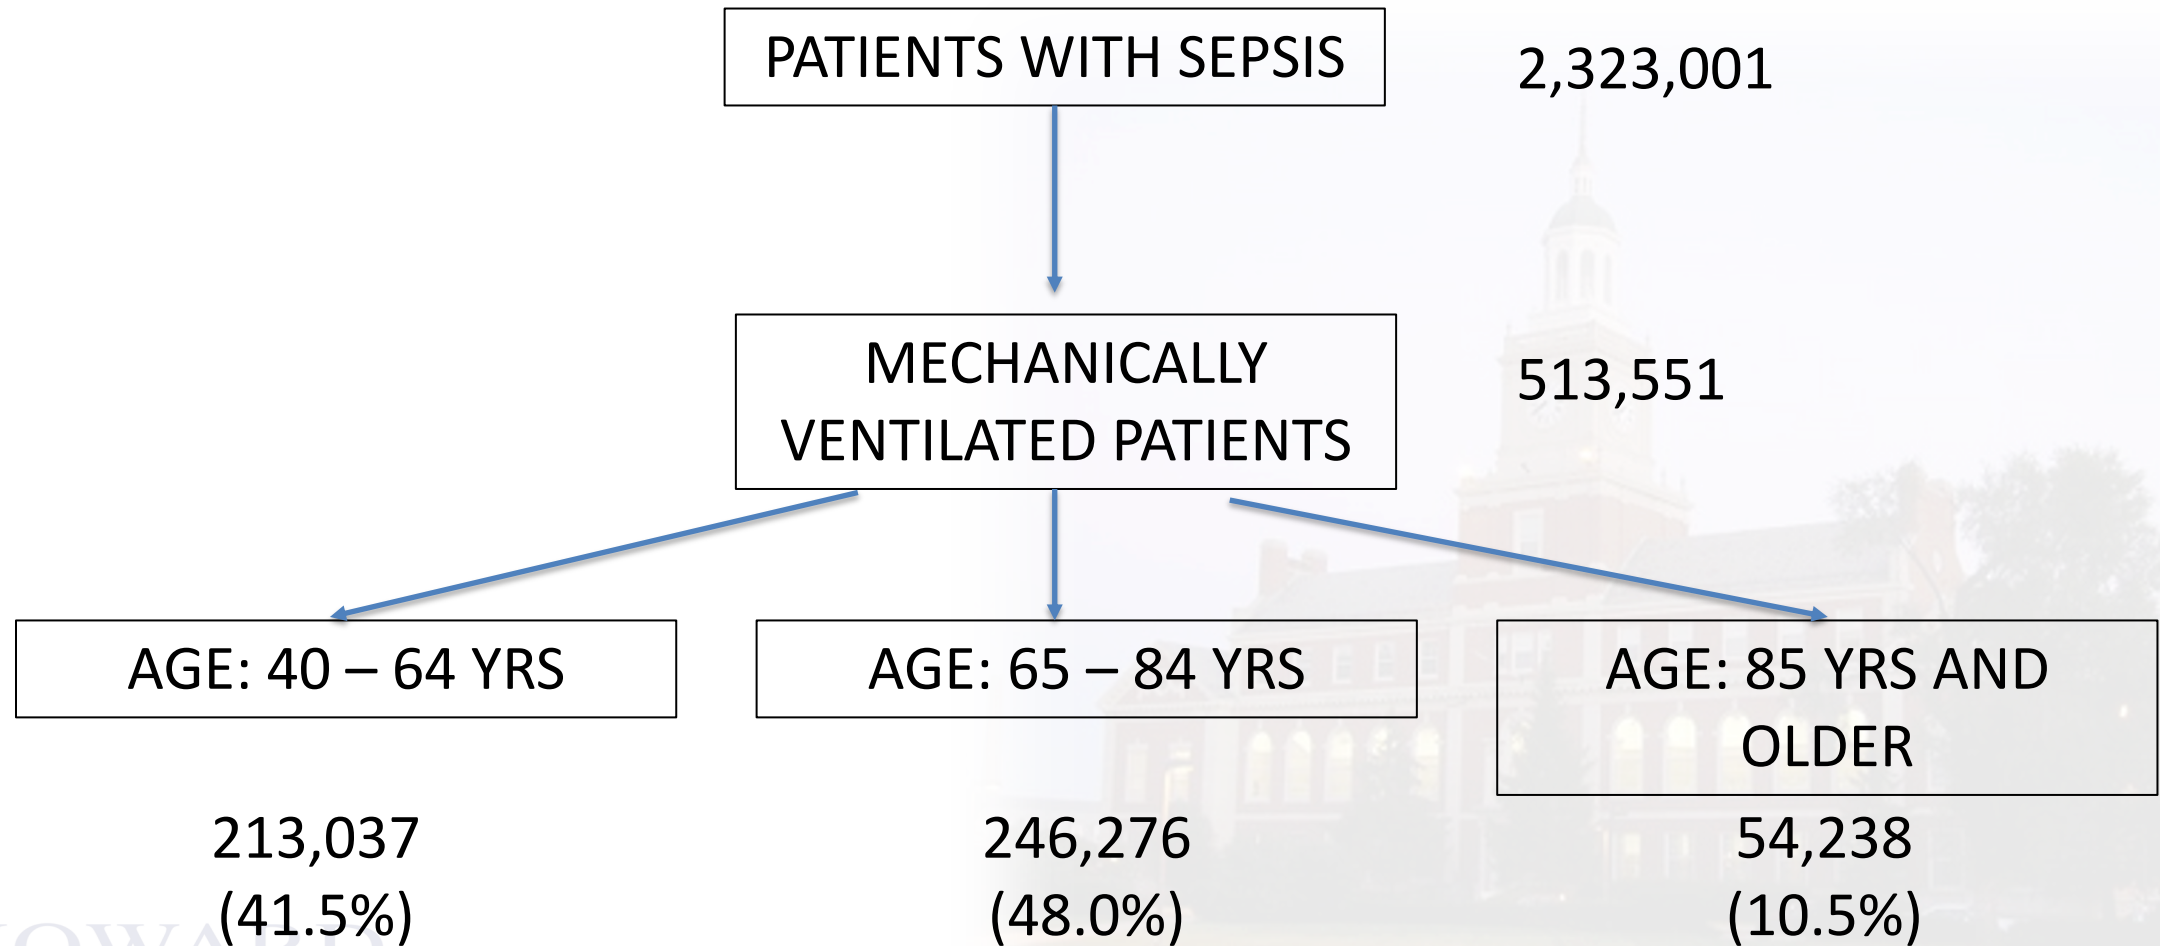 PATIENTS WITH SEPSIS
2,323,001
MECHANICALLY
VENTILATED PATIENTS
513,551
AGE: 40 – 64 YRS
213,037
(41.5%)
AGE: 65 – 84 YRS
246,276
(48.0%)
AGE: 85 YRS AND
OLDER
54,238
(10.5%)